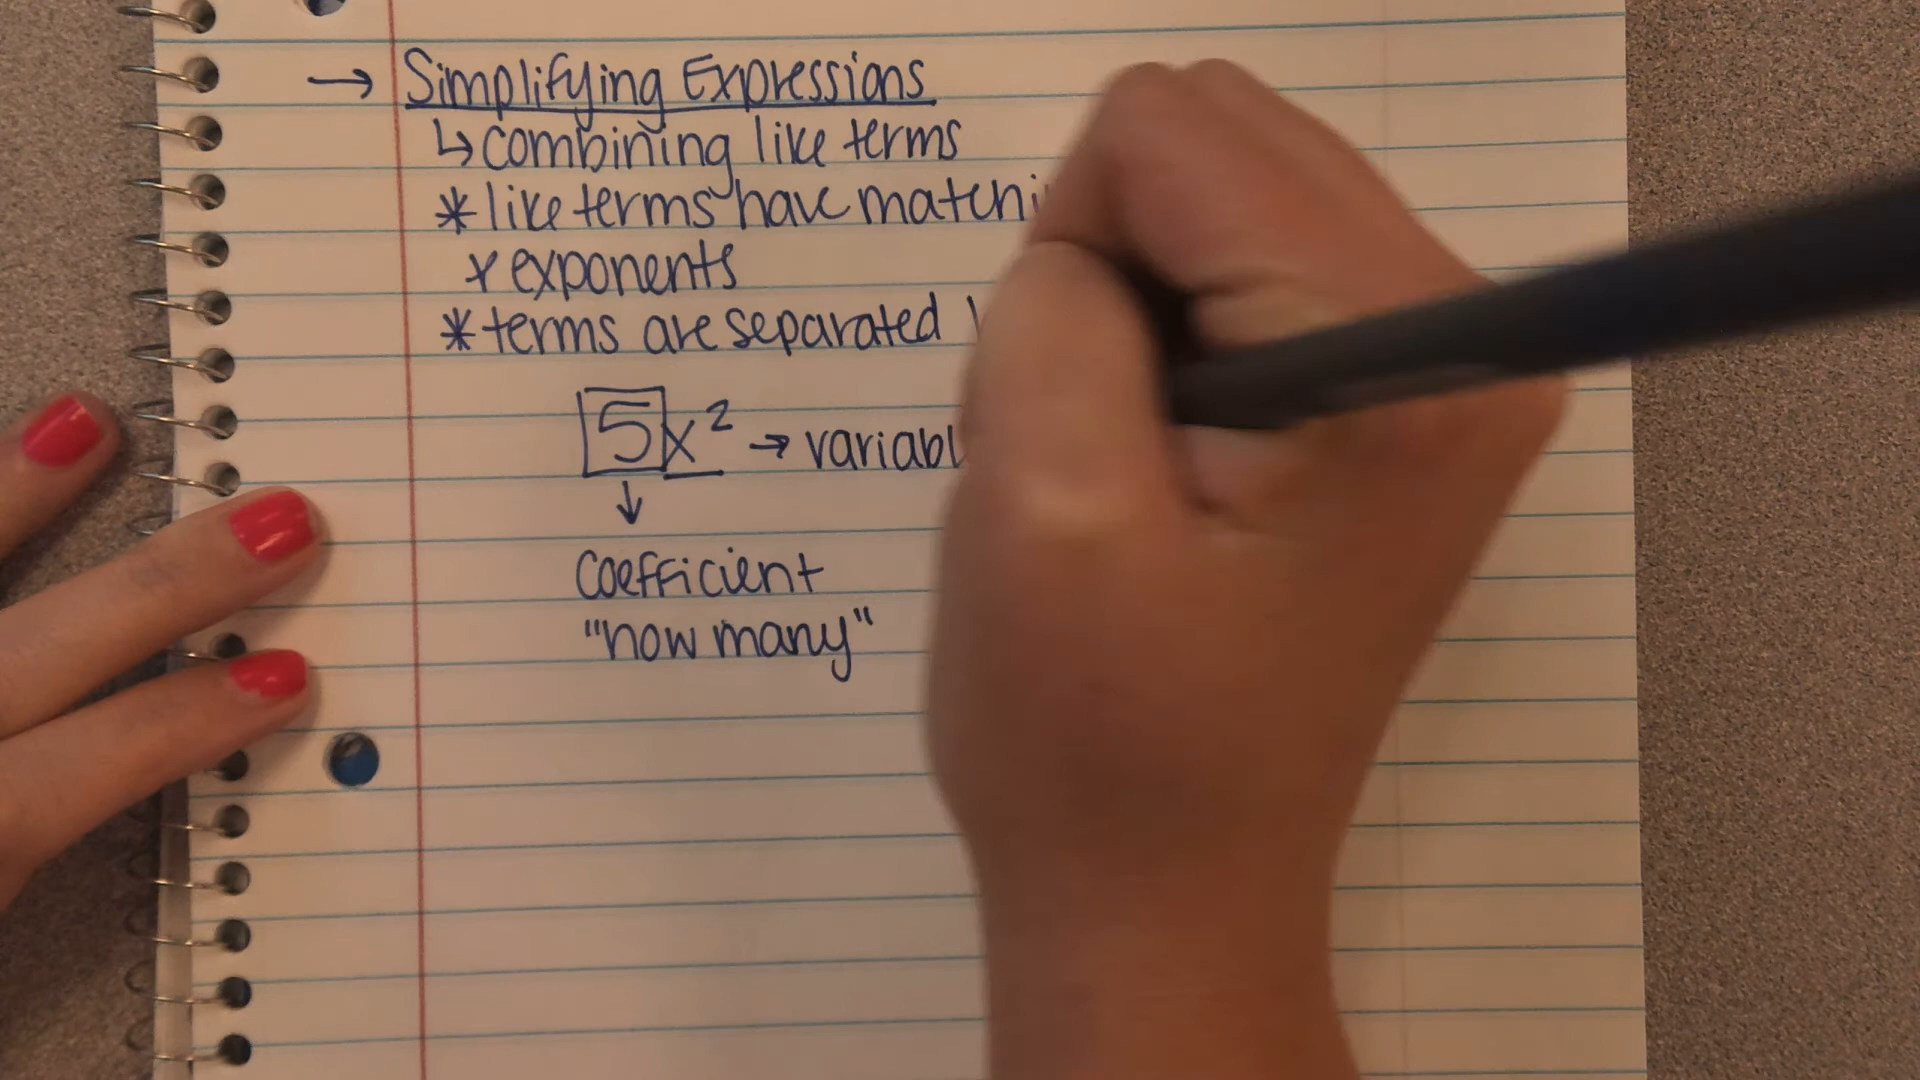 → Simplifying Expressions
↳ combining like terms
* like terms have
+ exponents
* terms are separated
5x² →
↓
Coefficient
"how many"